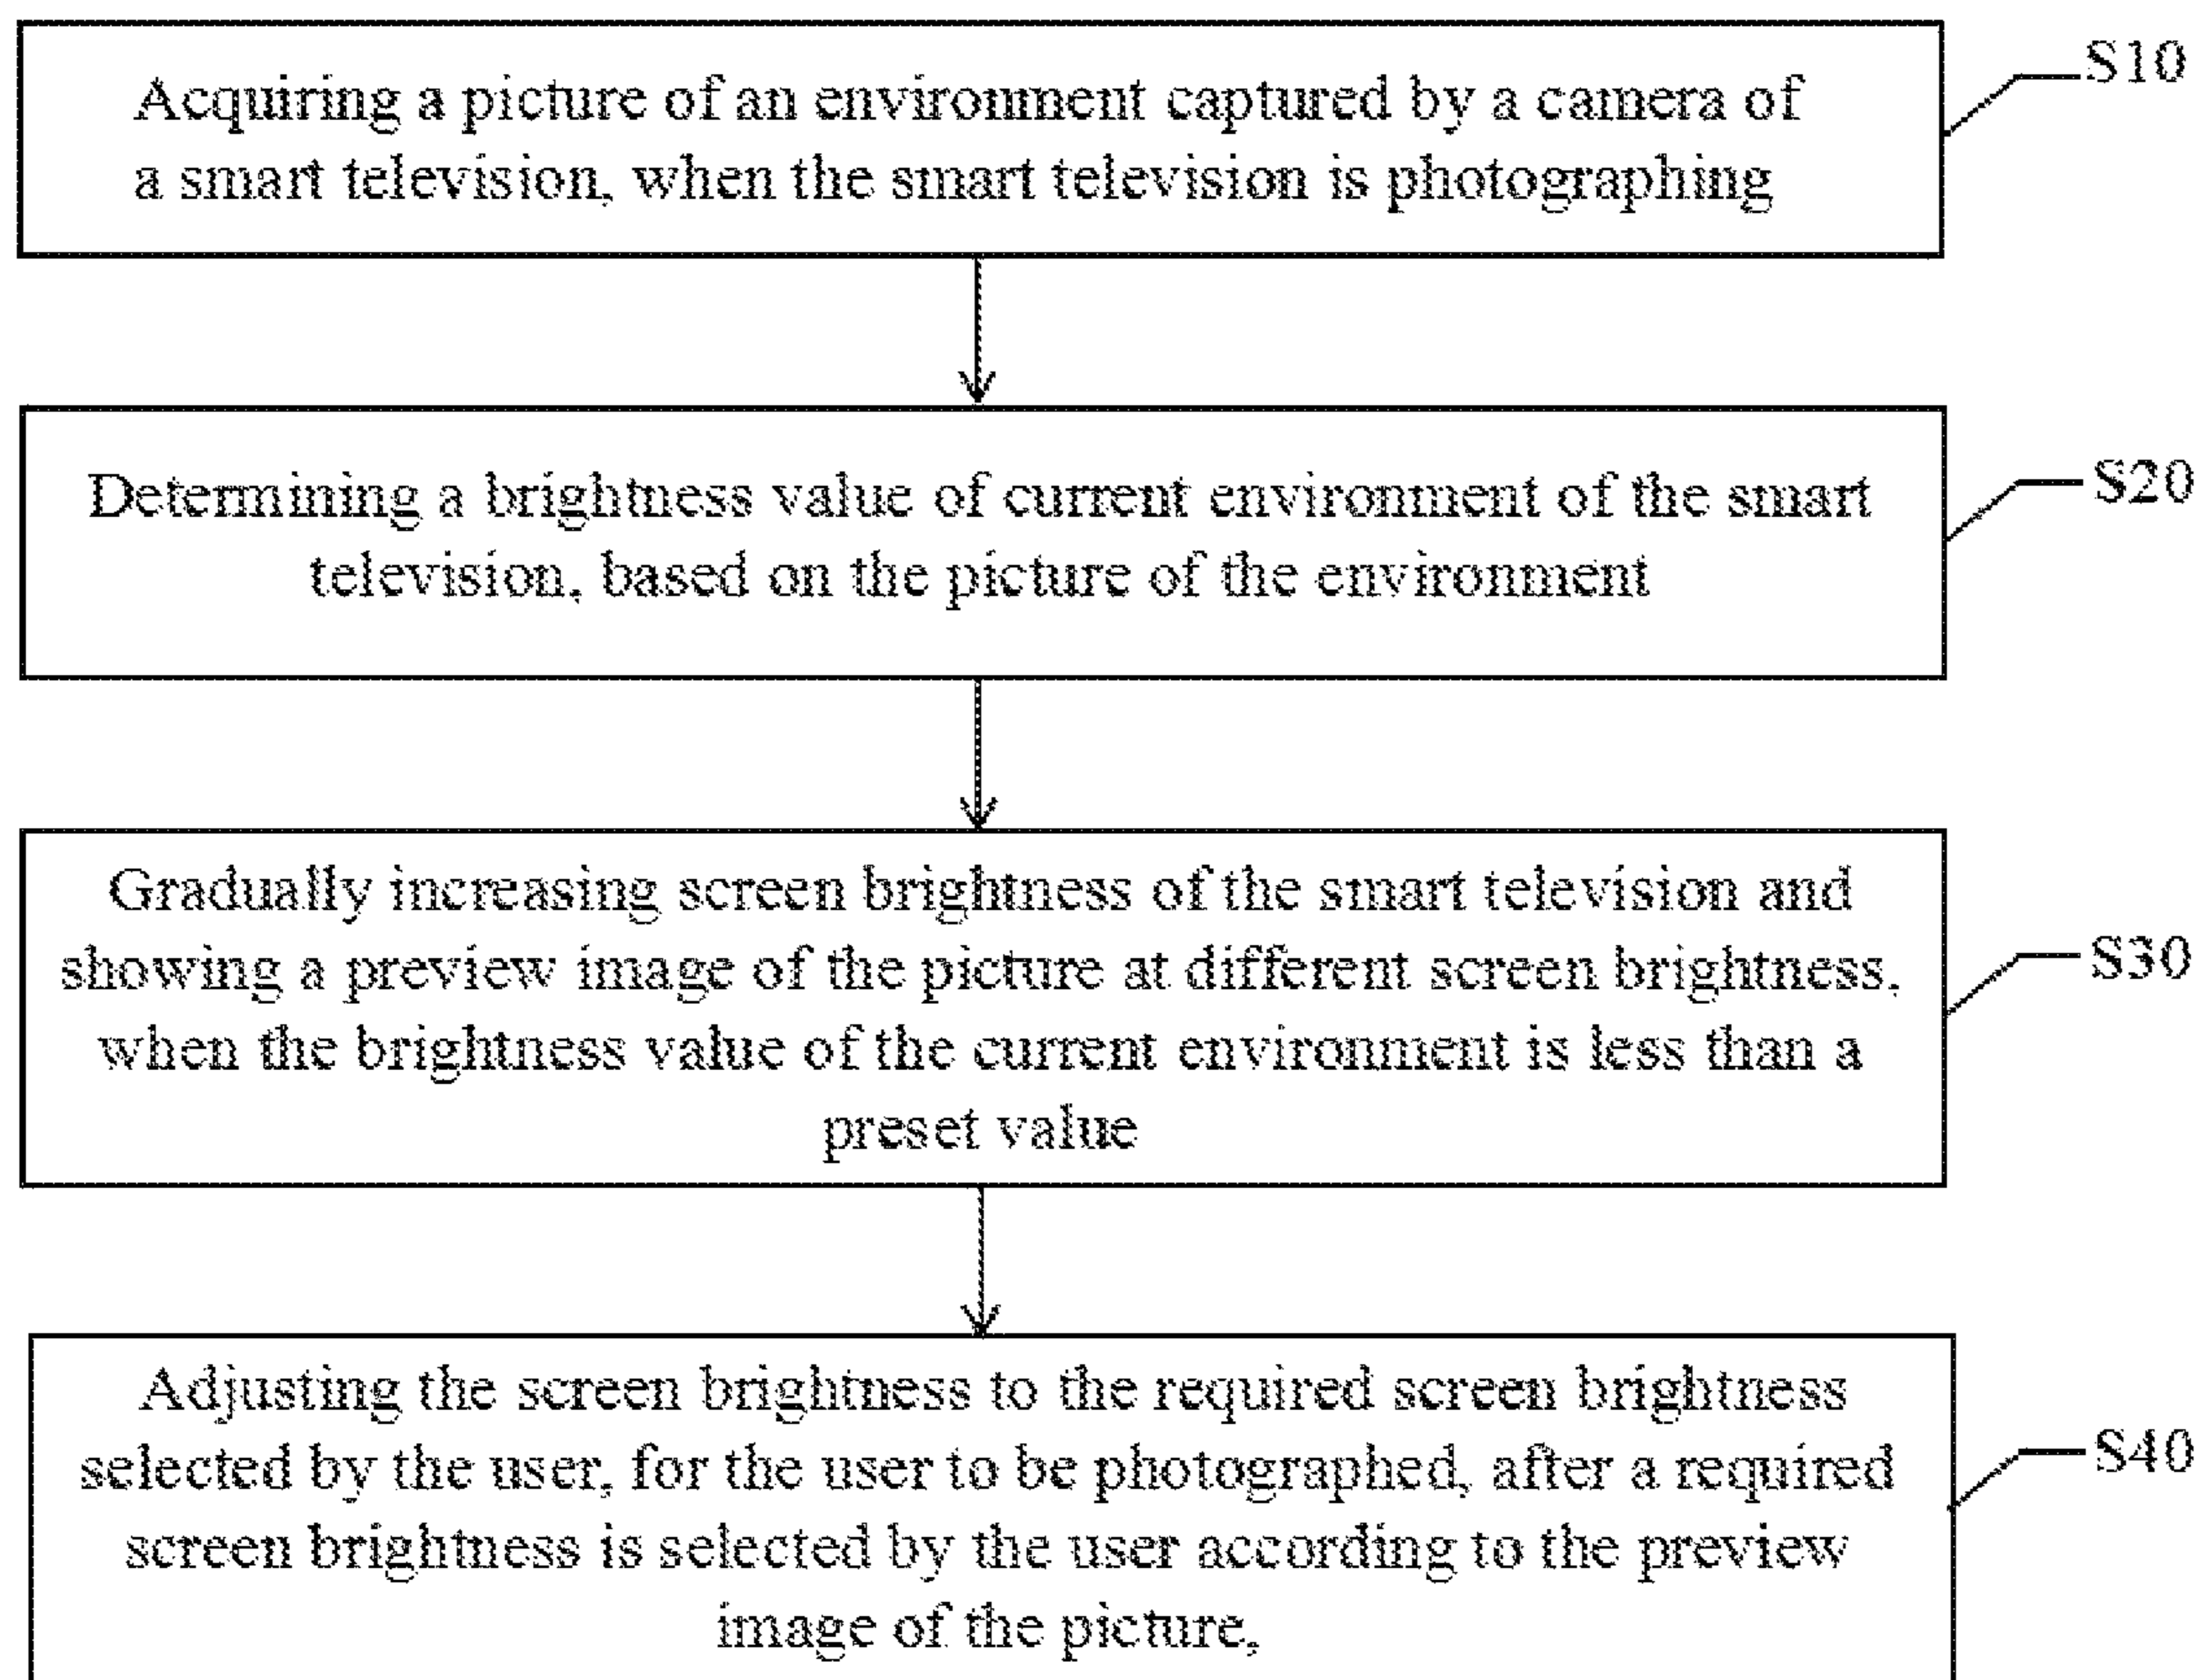 Acquiring a picture of an environment captured by a camera of
a smart television, when the smart television is photographing
S10
Determining a brightness value of current environment of the smart
television, based on the picture of the environment
S20
Gradually increasing screen brightness of the smart television and
showing a preview image of the picture at different screen brightness,
when the brightness value of the current environment is less than a
preset value
S30
Adjusting the screen brightness to the required screen brightness
selected by the user, for the user to be photographed, after a required
screen brightness is selected by the user according to the preview
image of the picture,
S40